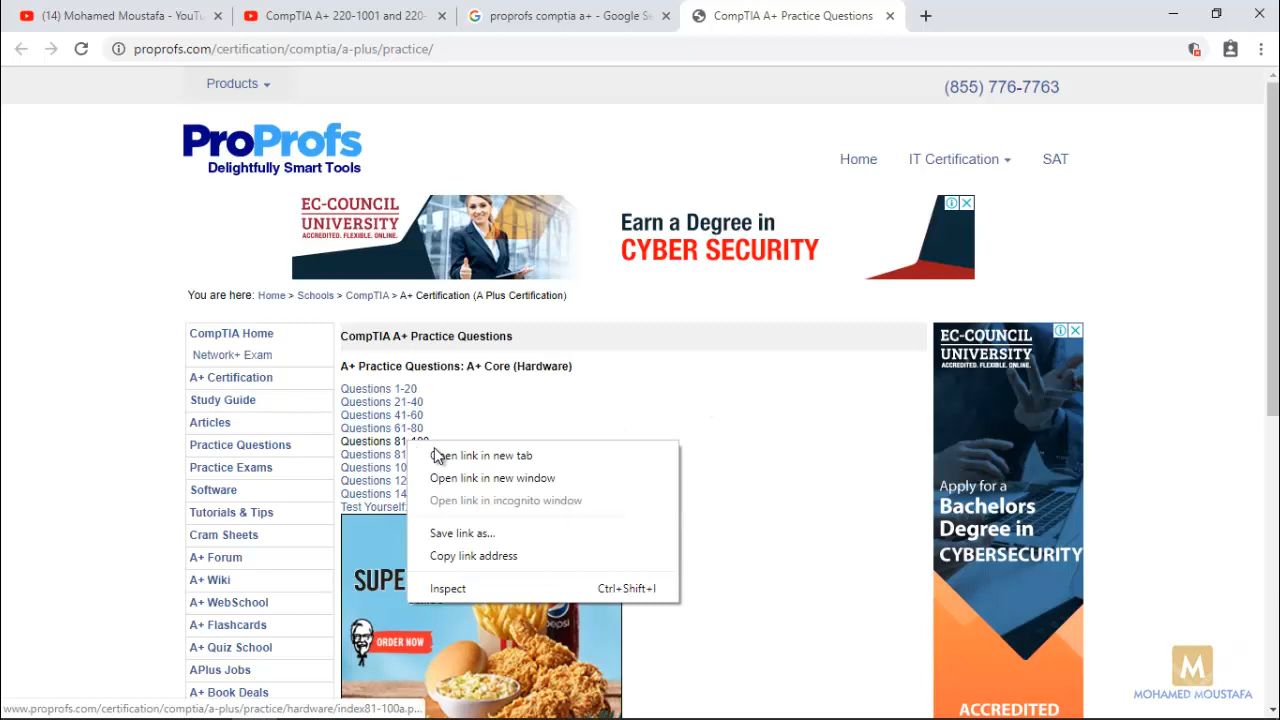 (14) Mohamed Moustafa - YouTu
CompTIA A+ 220-1001 and 220-
proprofs comptia a+ - Google Se
CompTIA A+ Practice Questions
proprofs.com/certification/comptia/a-plus/practice/
Products
(855) 776-7763
ProProfs
Delightfully Smart Tools
Home
IT Certification
SAT
EC-COUNCIL
UNIVERSITY
ACCREDITED. FLEXIBLE. ONLINE.
Earn a Degree in
CYBER SECURITY
You are here: Home > Schools > CompTIA > A+ Certification (A Plus Certification)
CompTIA Home
Network+ Exam
A+ Certification
Study Guide
Articles
Practice Questions
Practice Exams
Software
Tutorials & Tips
Cram Sheets
A+ Forum
A+ Wiki
A+ WebSchool
A+ Flashcards
A+ Quiz School
APlus Jobs
A+ Book Deals
CompTIA A+ Practice Questions
A+ Practice Questions: A+ Core (Hardware)
Questions 1-20
Questions 21-40
Questions 41-60
Questions 61-80
Questions 81-100
Questions 81
Questions 10
Questions 12
Questions 14
Test Yourself
Open link in new tab
Open link in new window
Open link in incognito window
Save link as...
Copy link address
Inspect Ctrl+Shift+I
SUPE
ORDER NOW
EC-COUNCIL
UNIVERSITY
ACCREDITED. FLEXIBLE. ONLINE.
Apply for a
Bachelors
Degree in
CYBERSECURITY
ACCREDITED
M
MOHAMED MOUSTAFA
www.proprofs.com/certification/comptia/a-plus/practice/hardware/index81-100a.p...